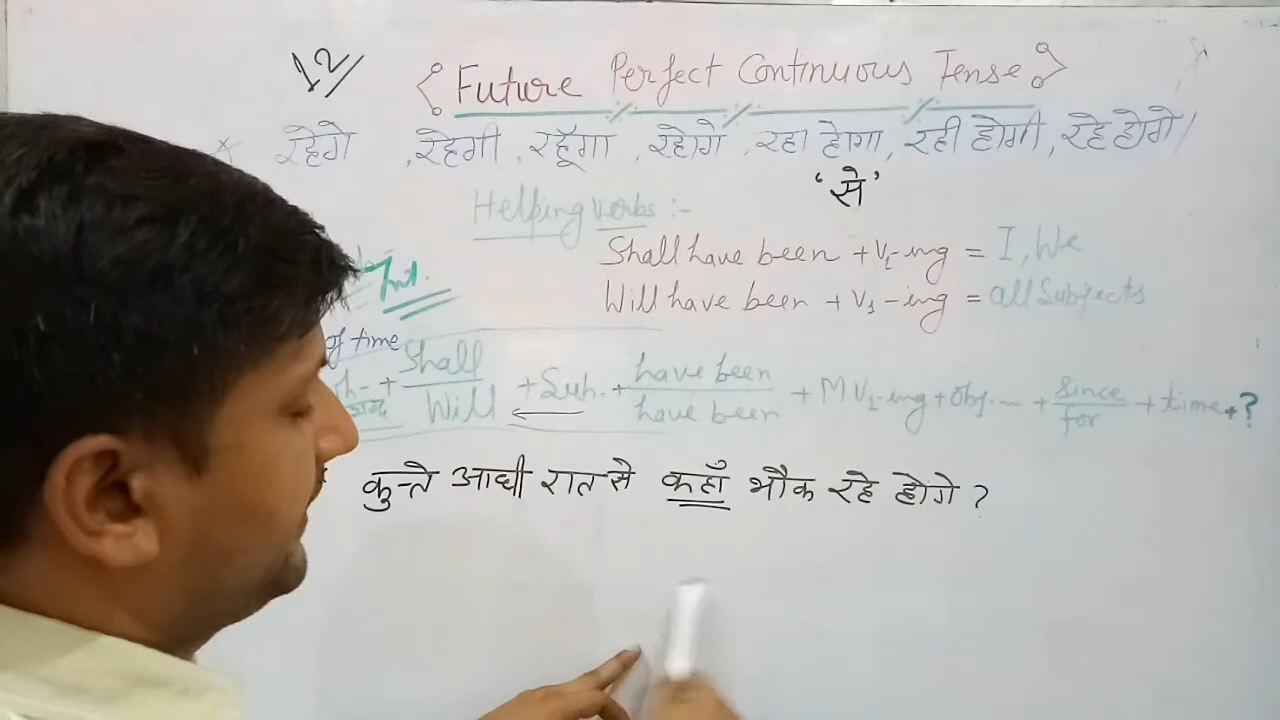 12/ Future Perfect Continuous Tense
* रहेगे , रहेगी , रहूँगा , रहोगे , रहा होगा, रही होगी, रहे होगे/
'से'
Helping verbs :-
Shall have been + V1-ing = I, We
Will have been + V1-ing = all Subjects
Int.
of time
+ Shall/Will + Sub. + have been/have been + M V1-ing + Obj... + since/for + time + ?
कुत्ते आधी रात से कहाँ भौक रहे होगे ?